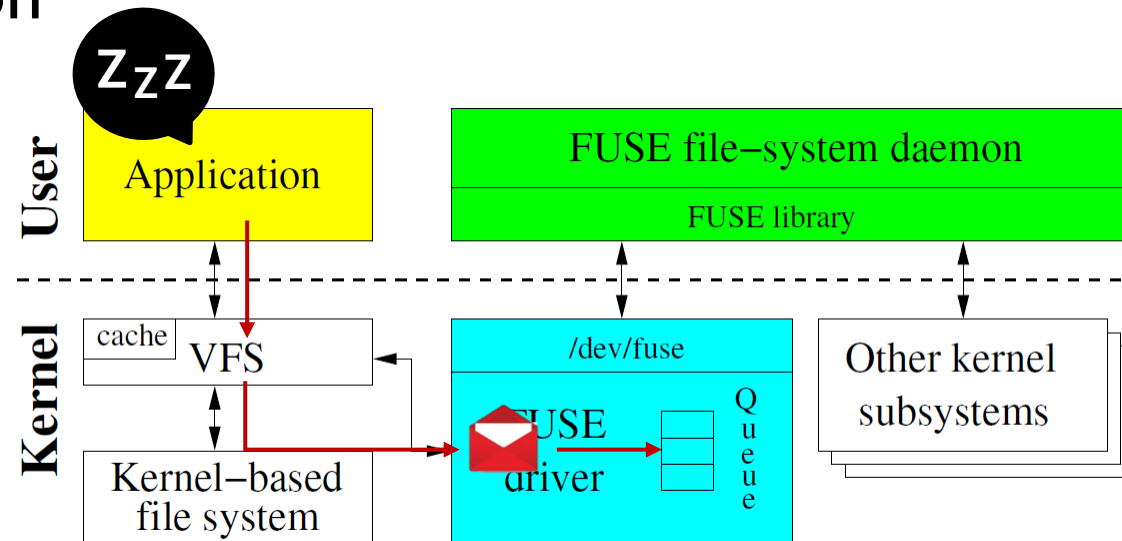 ZZZ
User
Application
FUSE file-system daemon
FUSE library
Kernel
cache
VFS
/dev/fuse
driver
Queue
Other kernel
subsystems
Kernel-based
file system